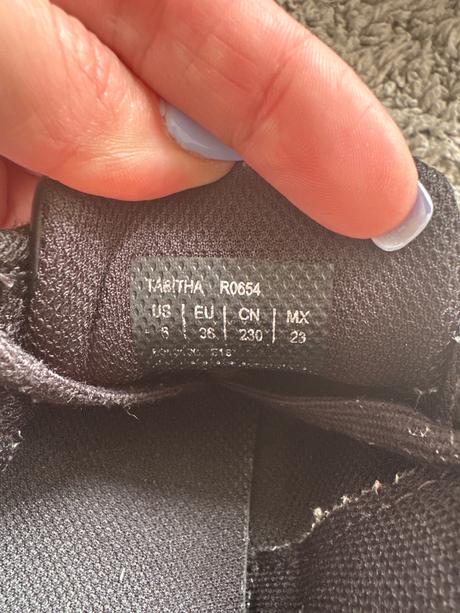 TABITHA R0654
US | EU | CN | MX
6 | 36 | 230 | 23